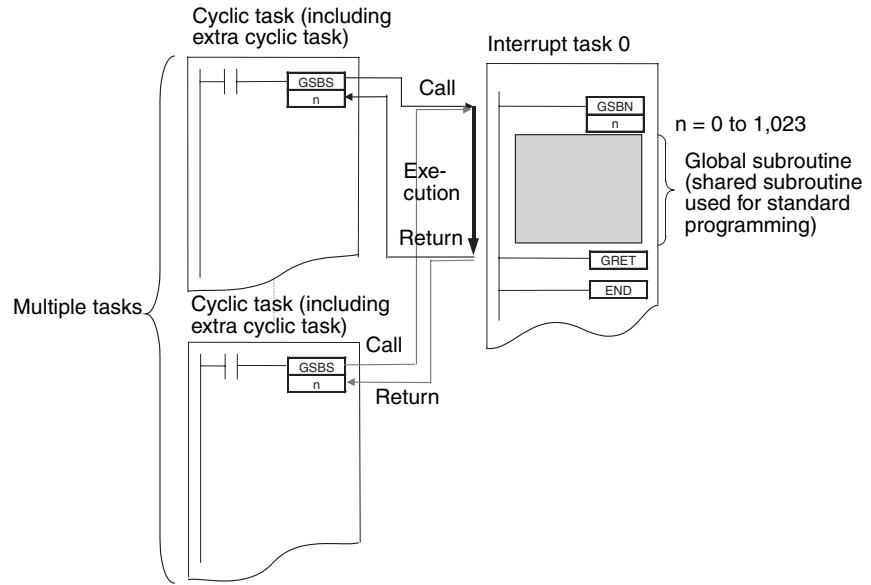 Cyclic task (including
extra cyclic task)
GSBS
n
Call
Exe-
cution
Return
Interrupt task 0
GSBN
n
n = 0 to 1,023
Global subroutine
(shared subroutine
used for standard
programming)
GRET
END
Multiple tasks
Cyclic task (including
extra cyclic task)
GSBS
n
Call
Return